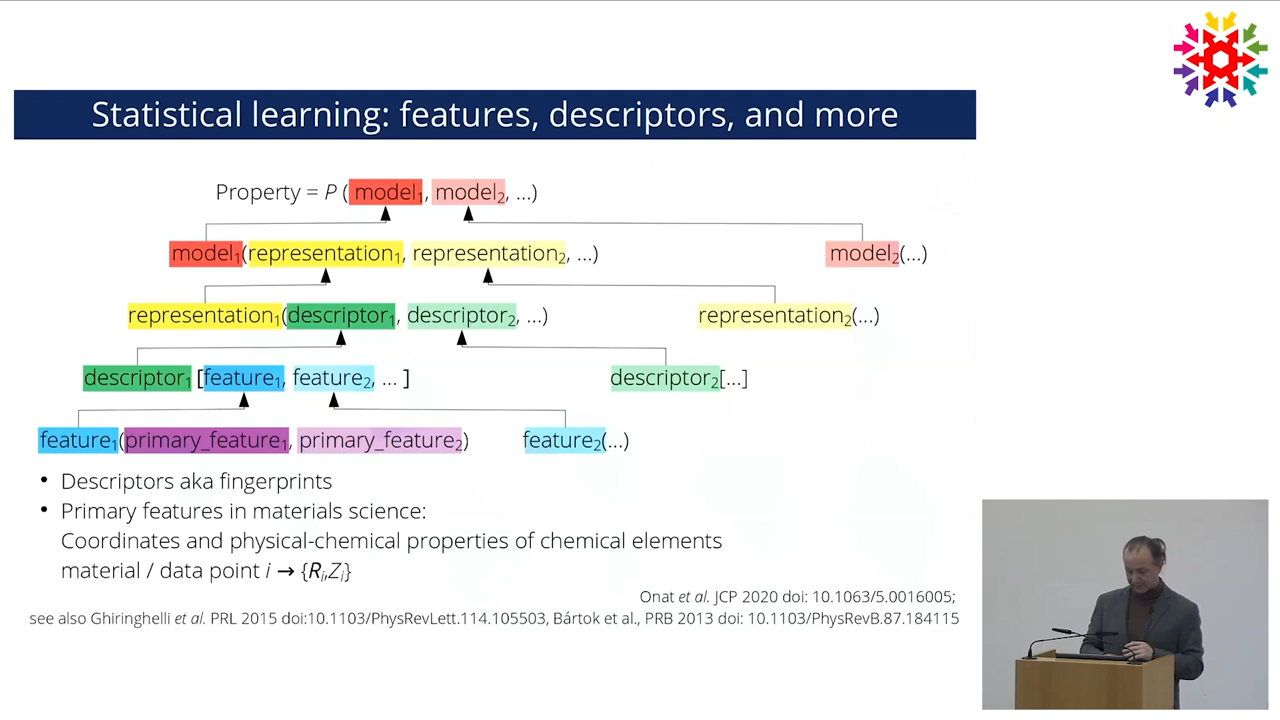 Statistical learning: features, descriptors, and more
Property = P ( model₁, model₂, ...)
model₁(representation₁, representation₂, ...) model₂(...)
representation₁(descriptor₁, descriptor₂, ...) representation₂(...)
descriptor₁ [feature₁, feature₂, ... ] descriptor₂[...]
feature₁(primary_feature₁, primary_feature₂) feature₂(...)
• Descriptors aka fingerprints
• Primary features in materials science:
Coordinates and physical-chemical properties of chemical elements
material / data point i → {Rᵢ,Zᵢ}
Onat et al. JCP 2020 doi: 10.1063/5.0016005;
see also Ghiringhelli et al. PRL 2015 doi:10.1103/PhysRevLett.114.105503, Bártok et al., PRB 2013 doi: 10.1103/PhysRevB.87.184115